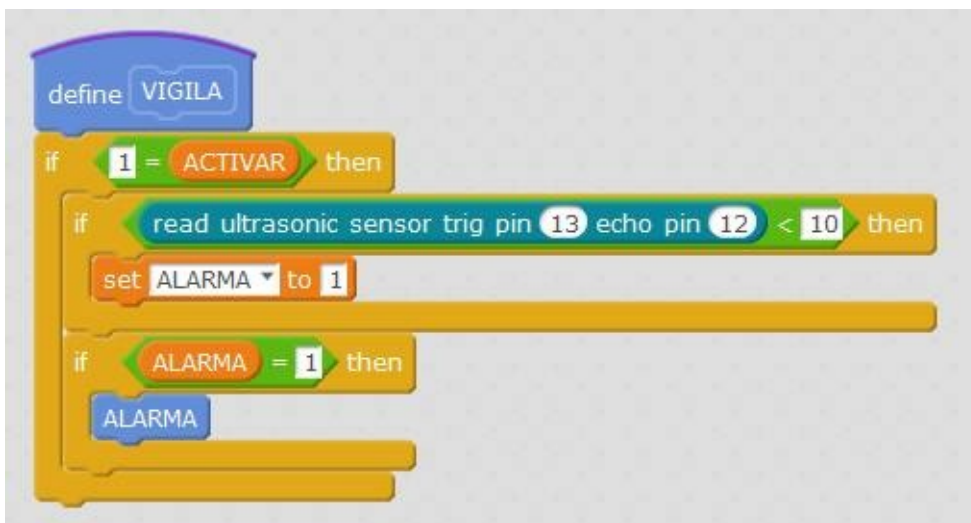 define VIGILA
if 1 = ACTIVAR then
if read ultrasonic sensor trig pin 13 echo pin 12 < 10 then
set ALARMA to 1
if ALARMA = 1 then
ALARMA